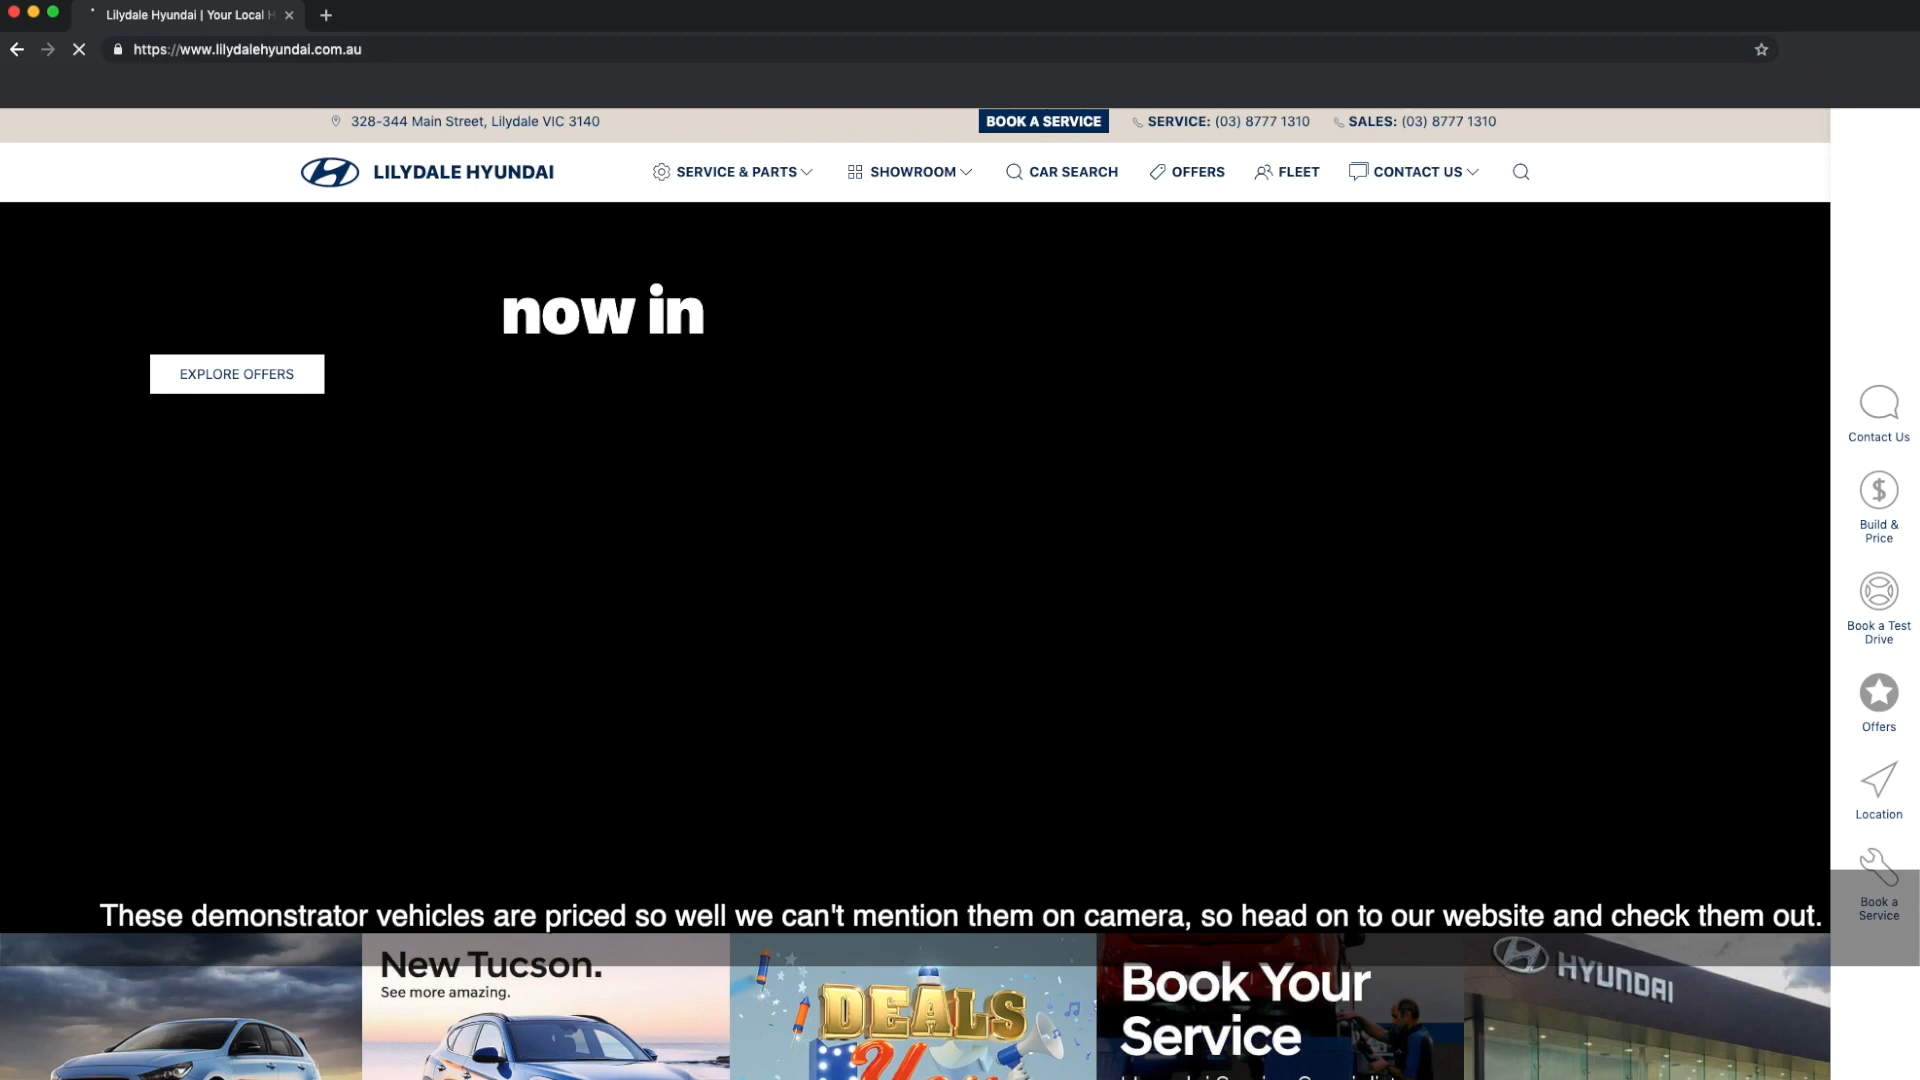 Lilydale Hyundai | Your Local H
https://www.lilydalehyundai.com.au
328-344 Main Street, Lilydale VIC 3140
BOOK A SERVICE
SERVICE: (03) 8777 1310
SALES: (03) 8777 1310
LILYDALE HYUNDAI
SERVICE & PARTS
SHOWROOM
CAR SEARCH
OFFERS
FLEET
CONTACT US
now in
EXPLORE OFFERS
Contact Us
Build &
Price
Book a Test
Drive
Offers
Location
Book a
Service
These demonstrator vehicles are priced so well we can't mention them on camera, so head on to our website and check them out.
New Tucson.
See more amazing.
DEALS
You
Book Your
Service
HYUNDAI